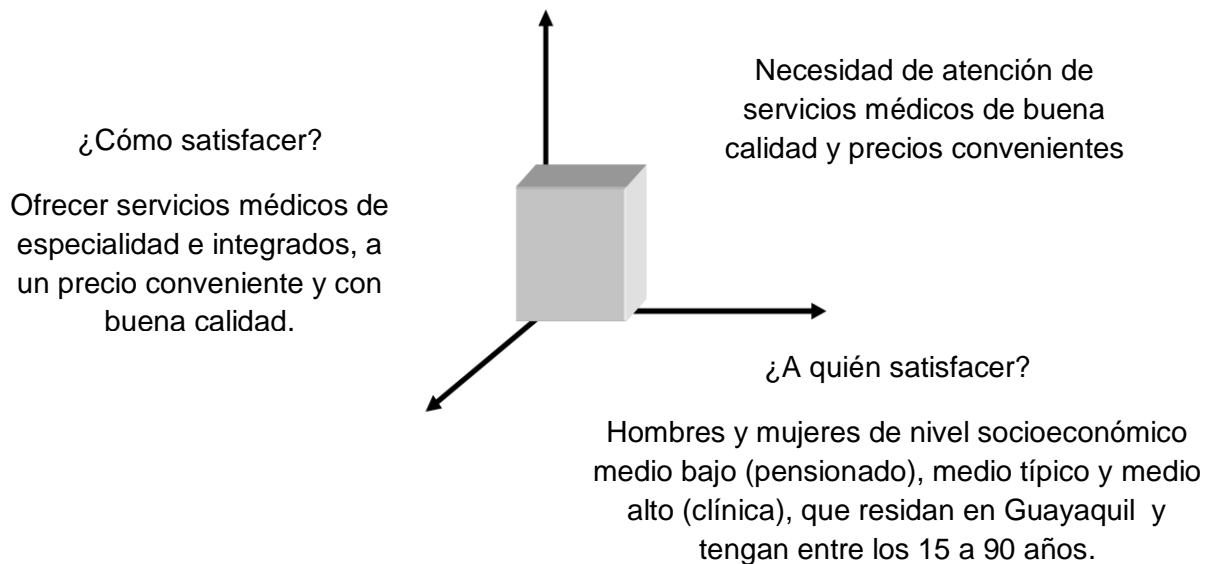 Necesidad de atención de
servicios médicos de buena
calidad y precios convenientes
¿Cómo satisfacer?
Ofrecer servicios médicos de
especialidad e integrados, a
un precio conveniente y con
buena calidad.
¿A quién satisfacer?
Hombres y mujeres de nivel socioeconómico
medio bajo (pensionado), medio típico y medio
alto (clínica), que residan en Guayaquil y
tengan entre los 15 a 90 años.